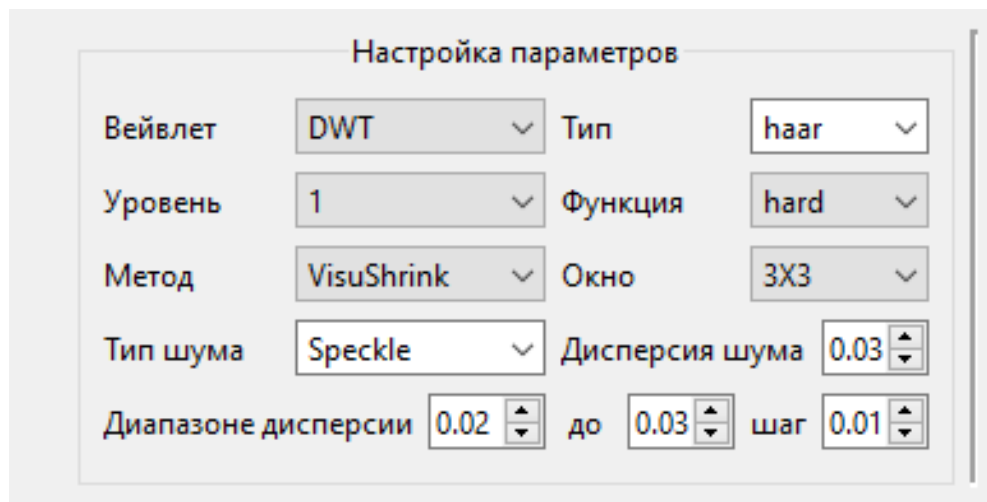 Настройка параметров
Вейвлет DWT Тип haar
Уровень 1 Функция hard
Метод VisuShrink Окно 3X3
Тип шума Speckle Дисперсия шума 0.03
Диапазоне дисперсии 0.02 до 0.03 шаг 0.01